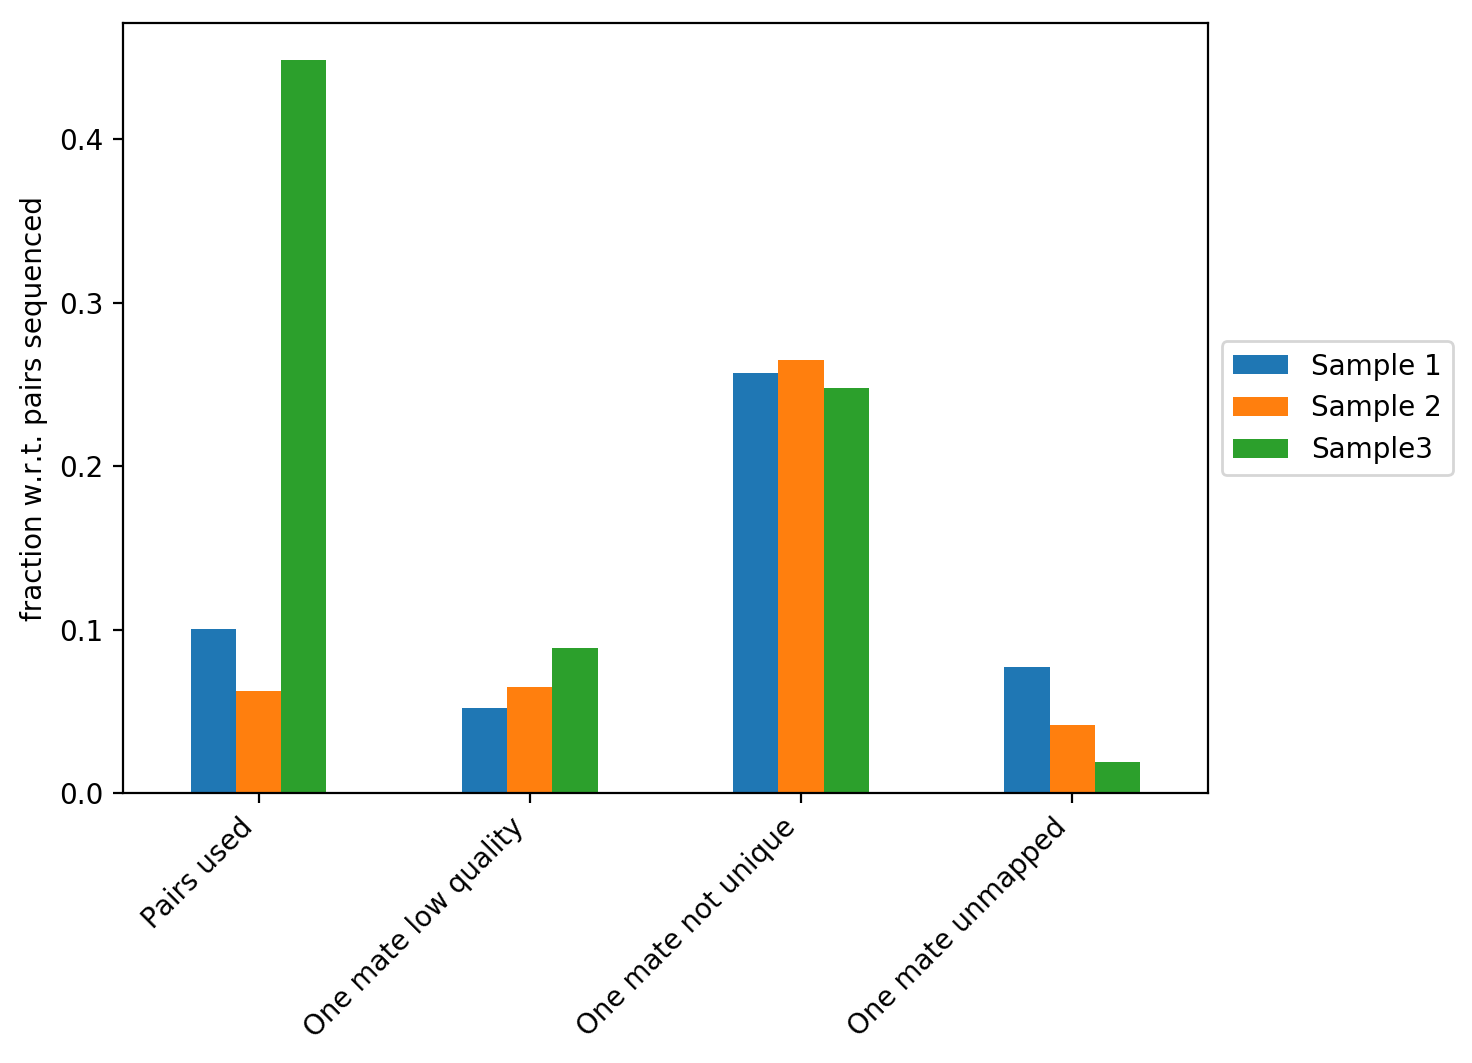 fraction w.r.t. pairs sequenced
0.4
0.3
0.2
0.1
0.0
Pairs used
One mate low quality
One mate not unique
One mate unmapped
Sample 1
Sample 2
Sample3